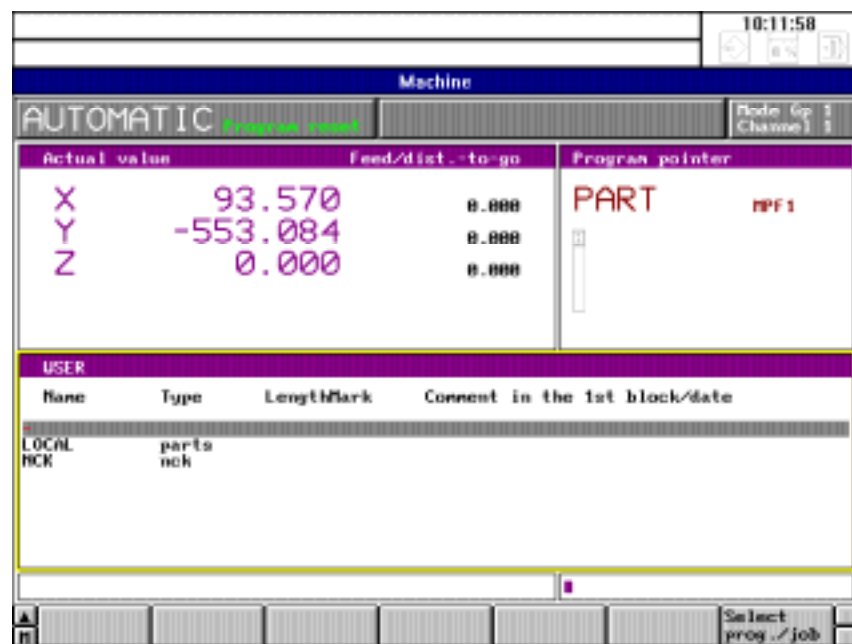 10:11:58
Machine
AUTOMATIC Program reset
Mode Gp 1
Channel 1
Actual value Feed/dist.-to-go Program pointer
X 93.570 0.000 PART MPF1
Y -553.084 0.000
Z 0.000 0.000
USER
Name Type LengthMark Comment in the 1st block/date
LOCAL parts
NCK nck
M
Select
prog./job